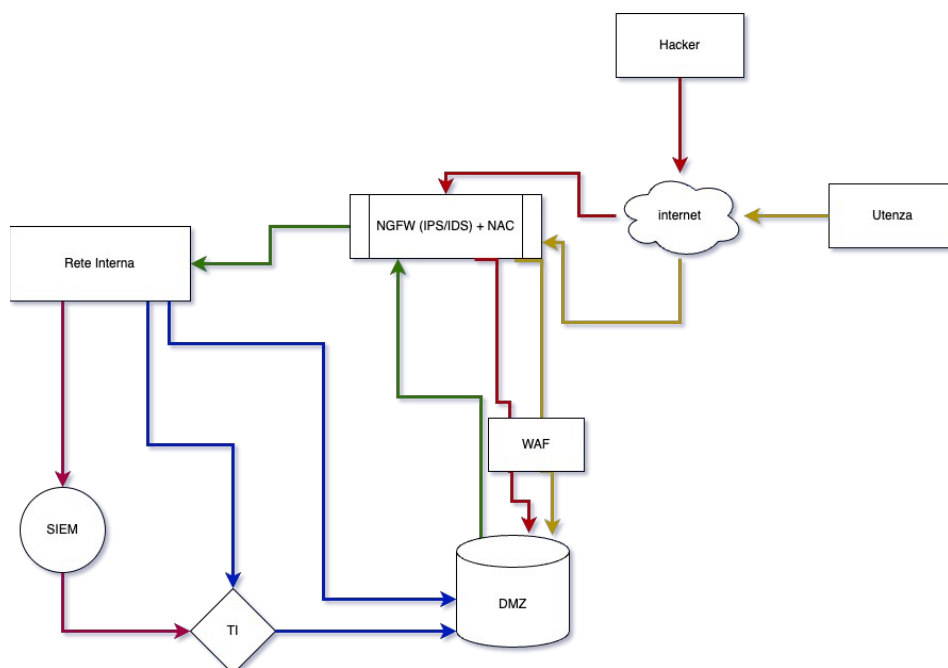 Hacker
internet
Utenza
NGFW (IPS/IDS) + NAC
Rete Interna
WAF
SIEM
DMZ
TI